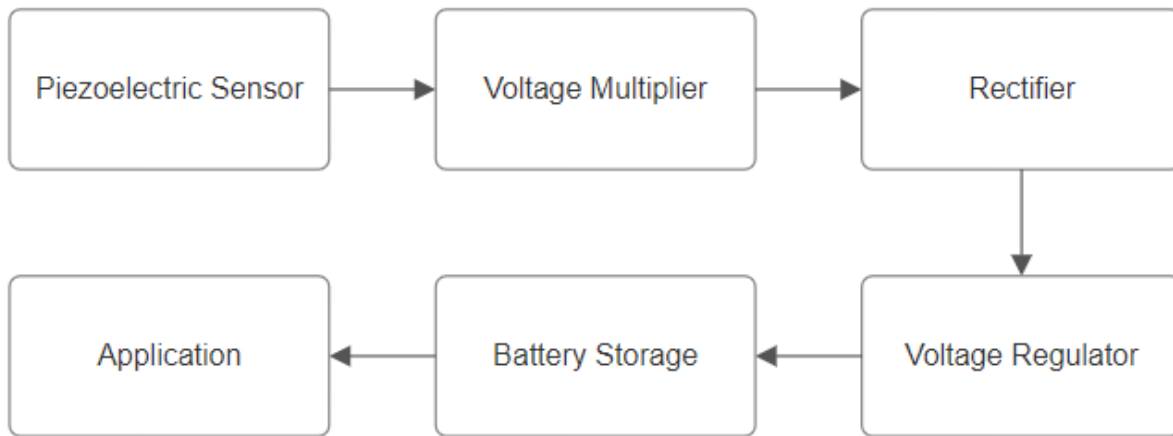 Piezoelectric Sensor
Voltage Multiplier
Rectifier
Application
Battery Storage
Voltage Regulator